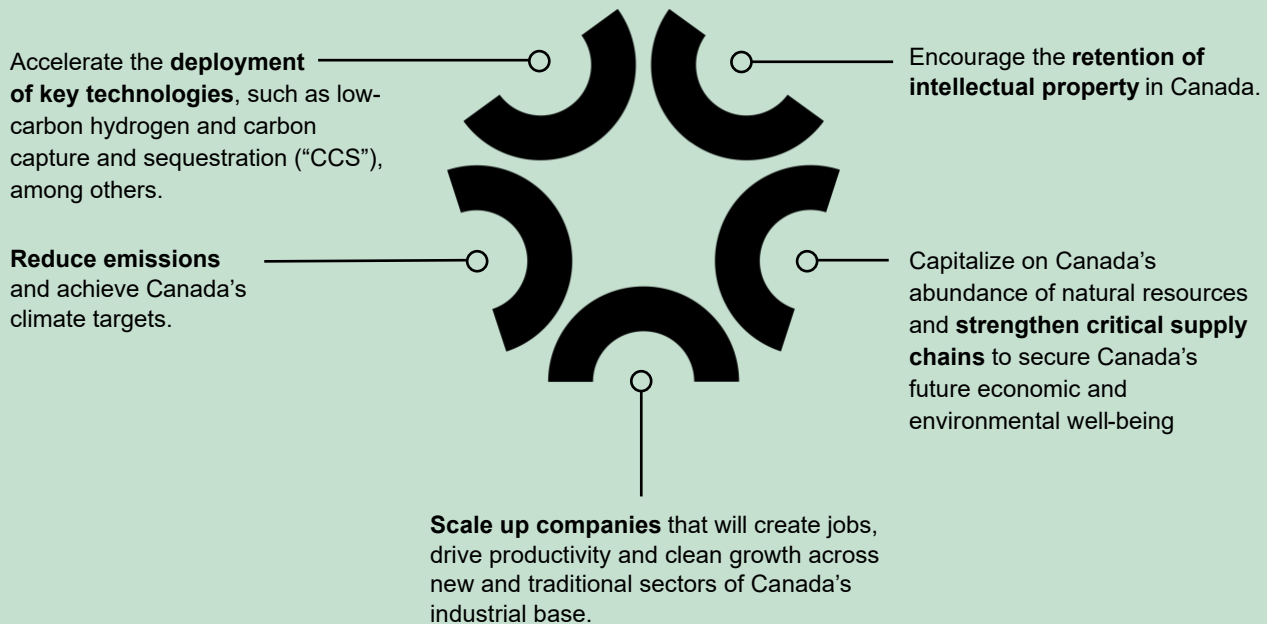 Accelerate the deployment
of key technologies, such as low-
carbon hydrogen and carbon
capture and sequestration (“CCS”),
among others.
Reduce emissions
and achieve Canada’s
climate targets.
Encourage the retention of
intellectual property in Canada.
Capitalize on Canada’s
abundance of natural resources
and strengthen critical supply
chains to secure Canada’s
future economic and
environmental well-being
Scale up companies that will create jobs,
drive productivity and clean growth across
new and traditional sectors of Canada’s
industrial base.